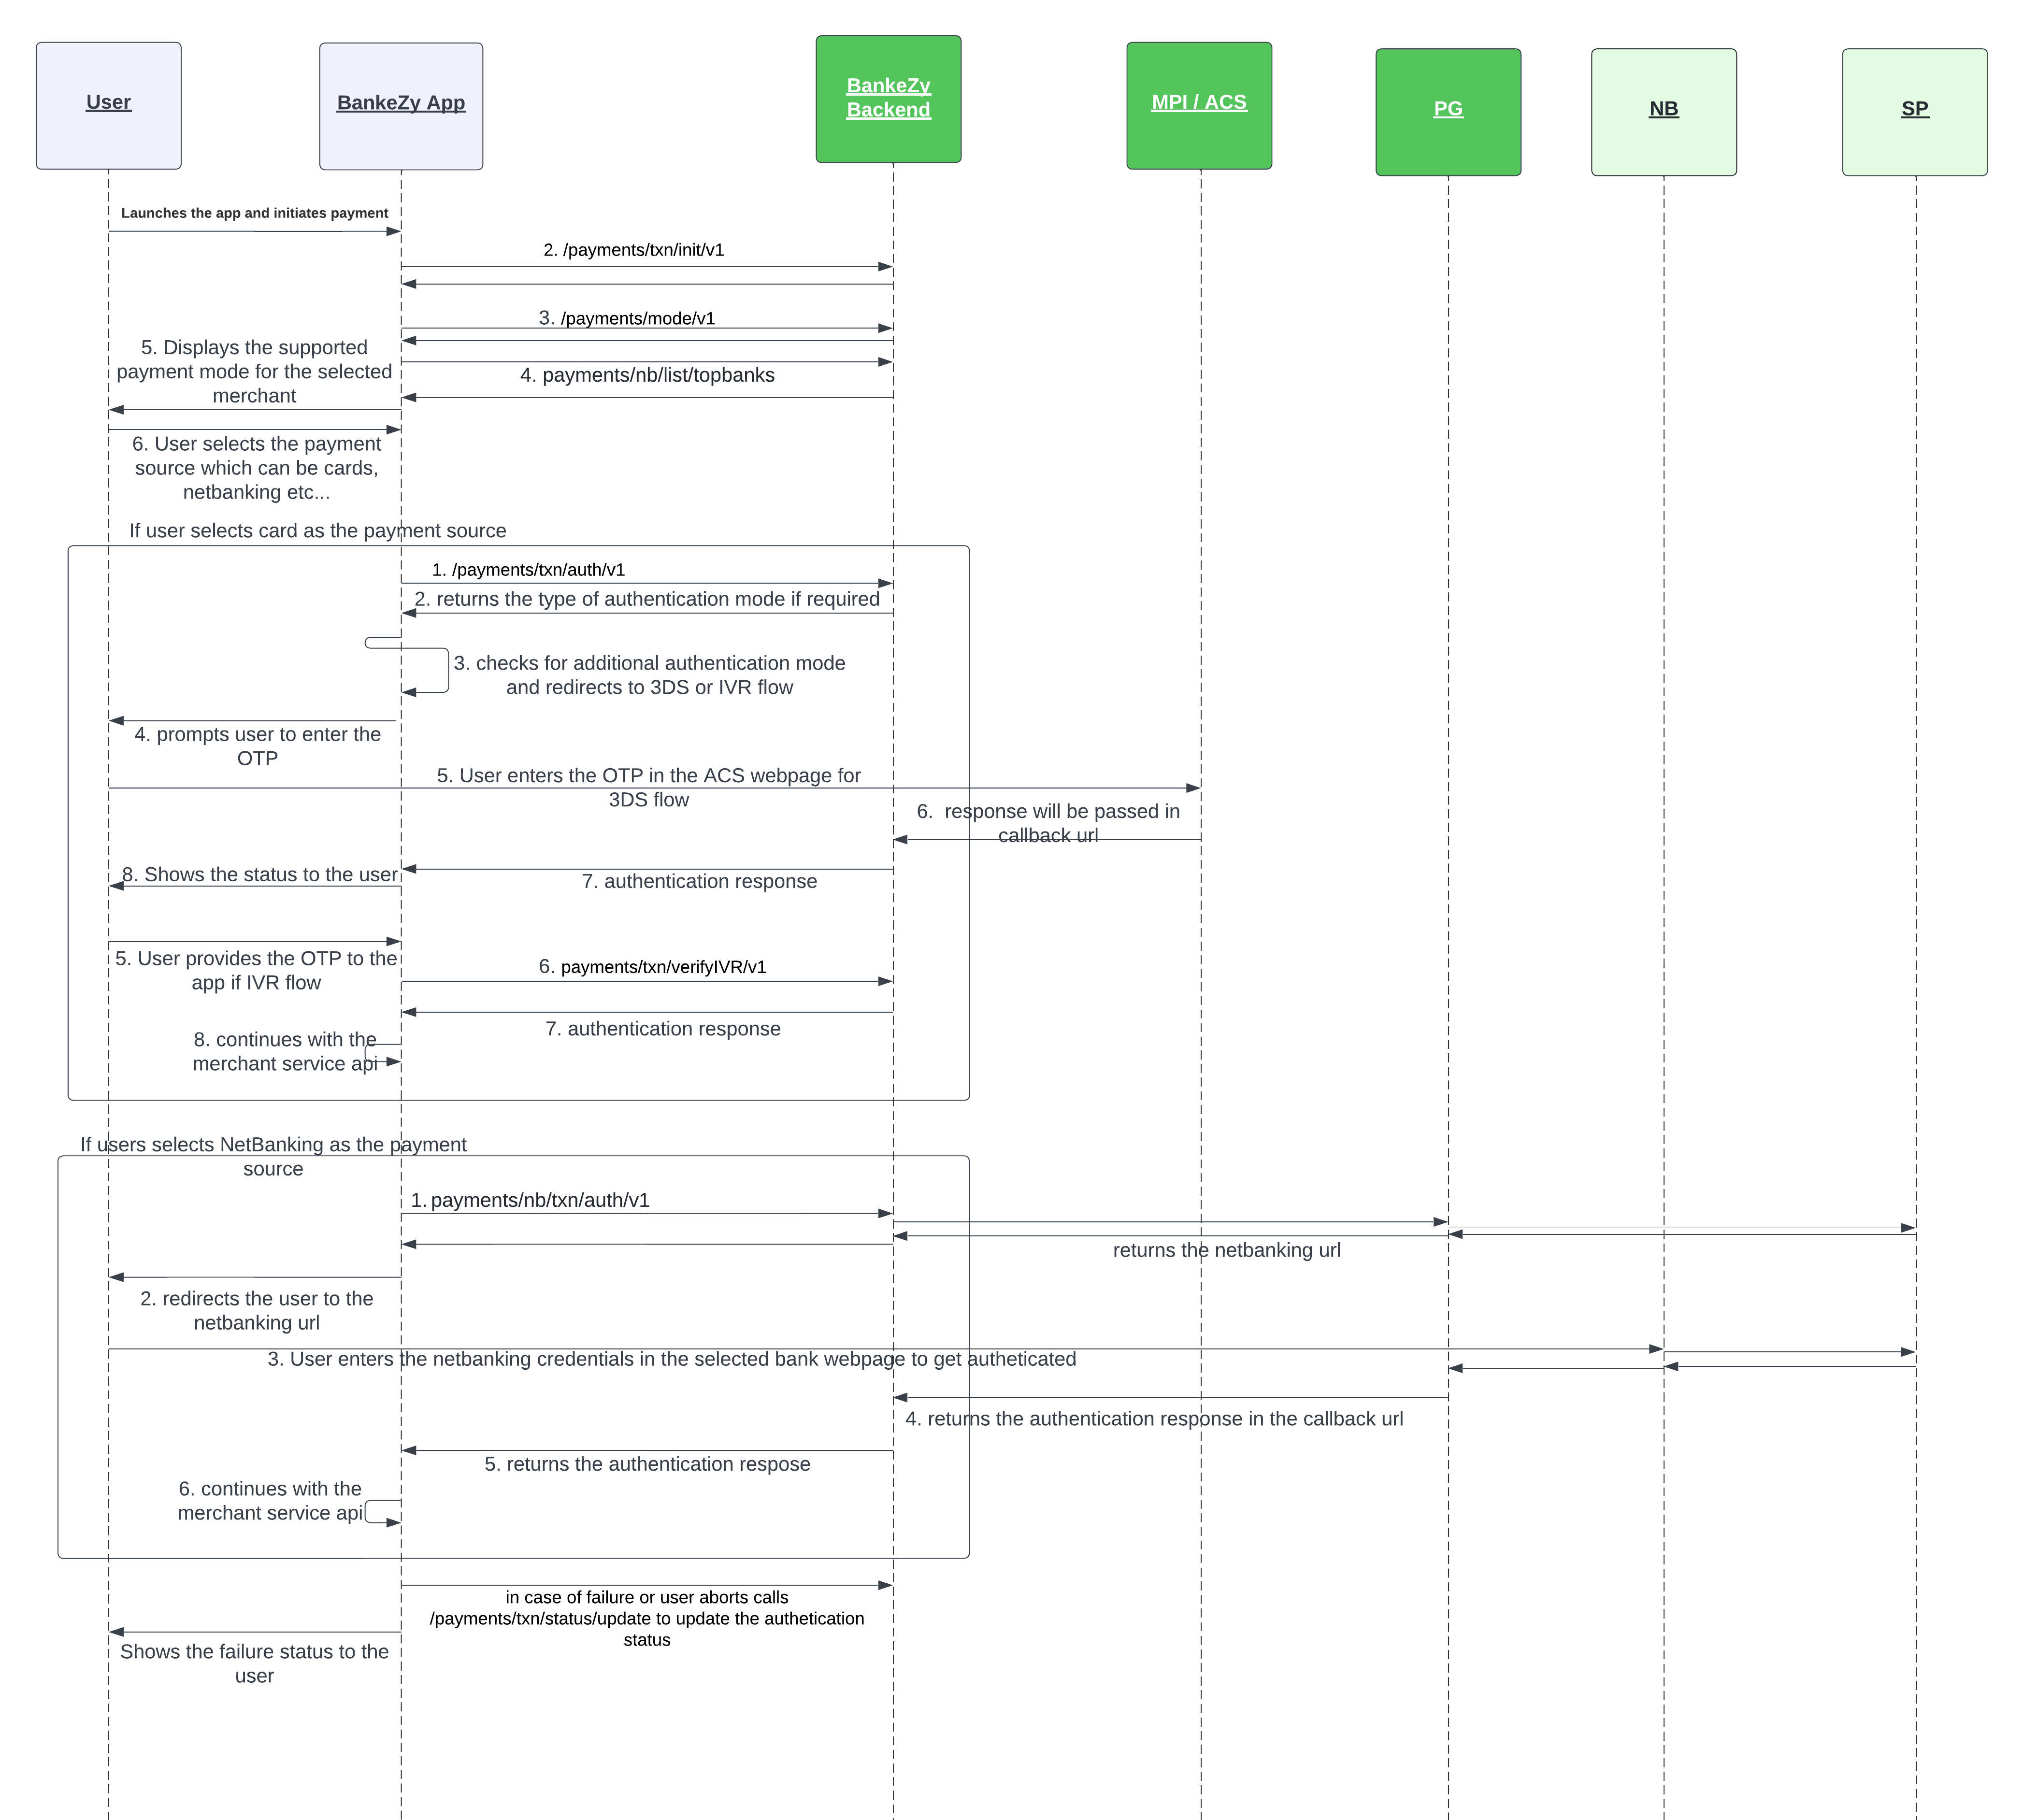 User
BankeZy App
BankeZy
Backend
MPI / ACS
PG
NB
SP
Launches the app and initiates payment
2. /payments/txn/init/v1
3. /payments/mode/v1
5. Displays the supported
payment mode for the selected
merchant
4. payments/nb/list/topbanks
6. User selects the payment
source which can be cards,
netbanking etc...
If user selects card as the payment source
1. /payments/txn/auth/v1
2. returns the type of authentication mode if required
3. checks for additional authentication mode
and redirects to 3DS or IVR flow
4. prompts user to enter the
OTP
5. User enters the OTP in the ACS webpage for
3DS flow
6.  response will be passed in
callback url
8. Shows the status to the user
7. authentication response
5. User provides the OTP to the
app if IVR flow
6. payments/txn/verifyIVR/v1
7. authentication response
8. continues with the
merchant service api
If users selects NetBanking as the payment
source
1. payments/nb/txn/auth/v1
returns the netbanking url
2. redirects the user to the
netbanking url
3. User enters the netbanking credentials in the selected bank webpage to get autheticated
4. returns the authentication response in the callback url
5. returns the authentication respose
6. continues with the
merchant service api
in case of failure or user aborts calls
/payments/txn/status/update to update the authetication
status
Shows the failure status to the
user